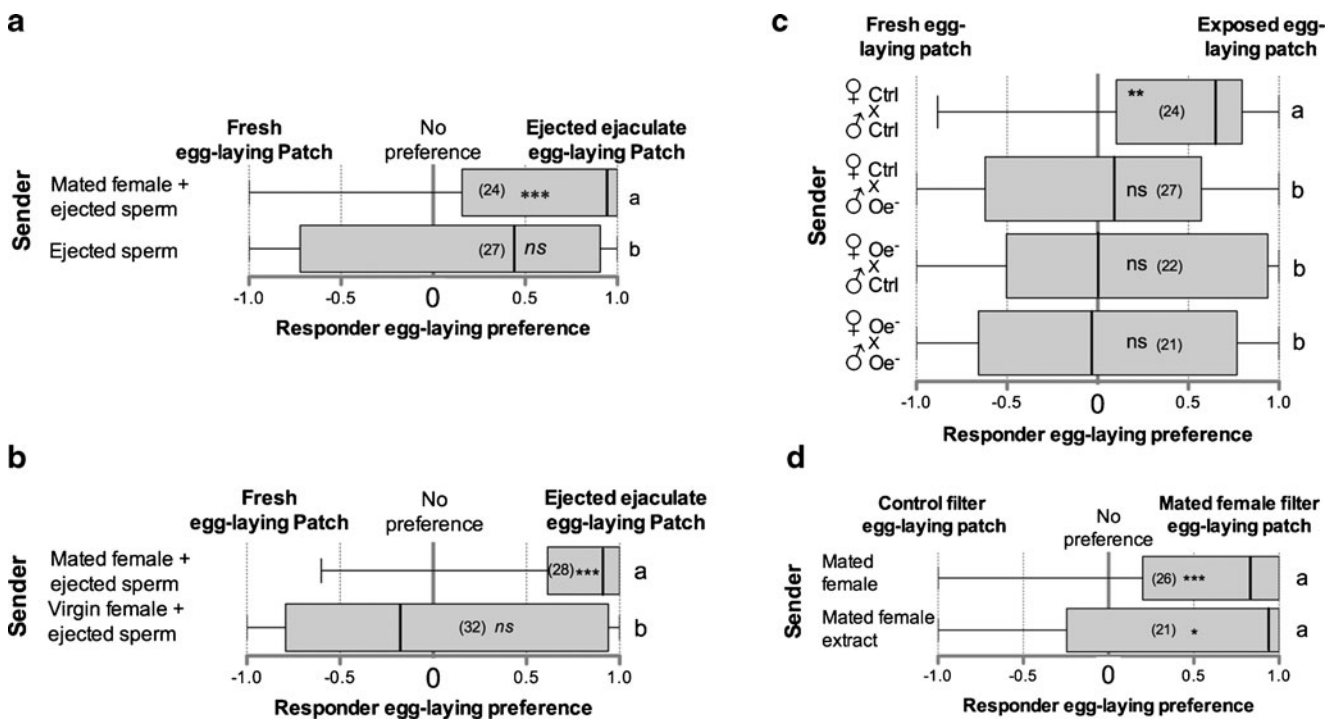 a
Fresh
egg-laying Patch
No
preference
Ejected ejaculate
egg-laying Patch
Sender
Mated female +
ejected sperm
(24) ***
a
Ejected sperm
(27) ns
b
-1.0 -0.5 0 0.5 1.0
Responder egg-laying preference
b
Fresh
egg-laying Patch
No
preference
Ejected ejaculate
egg-laying Patch
Sender
Mated female +
ejected sperm
(28) ***
a
Virgin female +
ejected sperm
(32) ns
b
-1.0 -0.5 0 0.5 1.0
Responder egg-laying preference
c
Fresh egg-
laying patch
Exposed egg-
laying patch
Sender
♀ Ctrl
x
♂ Ctrl
**
(24)
a
♀ Ctrl
x
♂ Oe-
ns (27)
b
♀ Oe-
x
♂ Ctrl
ns (22)
b
♀ Oe-
x
♂ Oe-
ns (21)
b
-1.0 -0.5 0 0.5 1.0
Responder egg-laying preference
d
Control filter
egg-laying patch
No
preference
Mated female filter
egg-laying patch
Sender
Mated
female
(26) ***
a
Mated female
extract
(21) *
a
-1.0 -0.5 0 0.5 1.0
Responder egg-laying preference